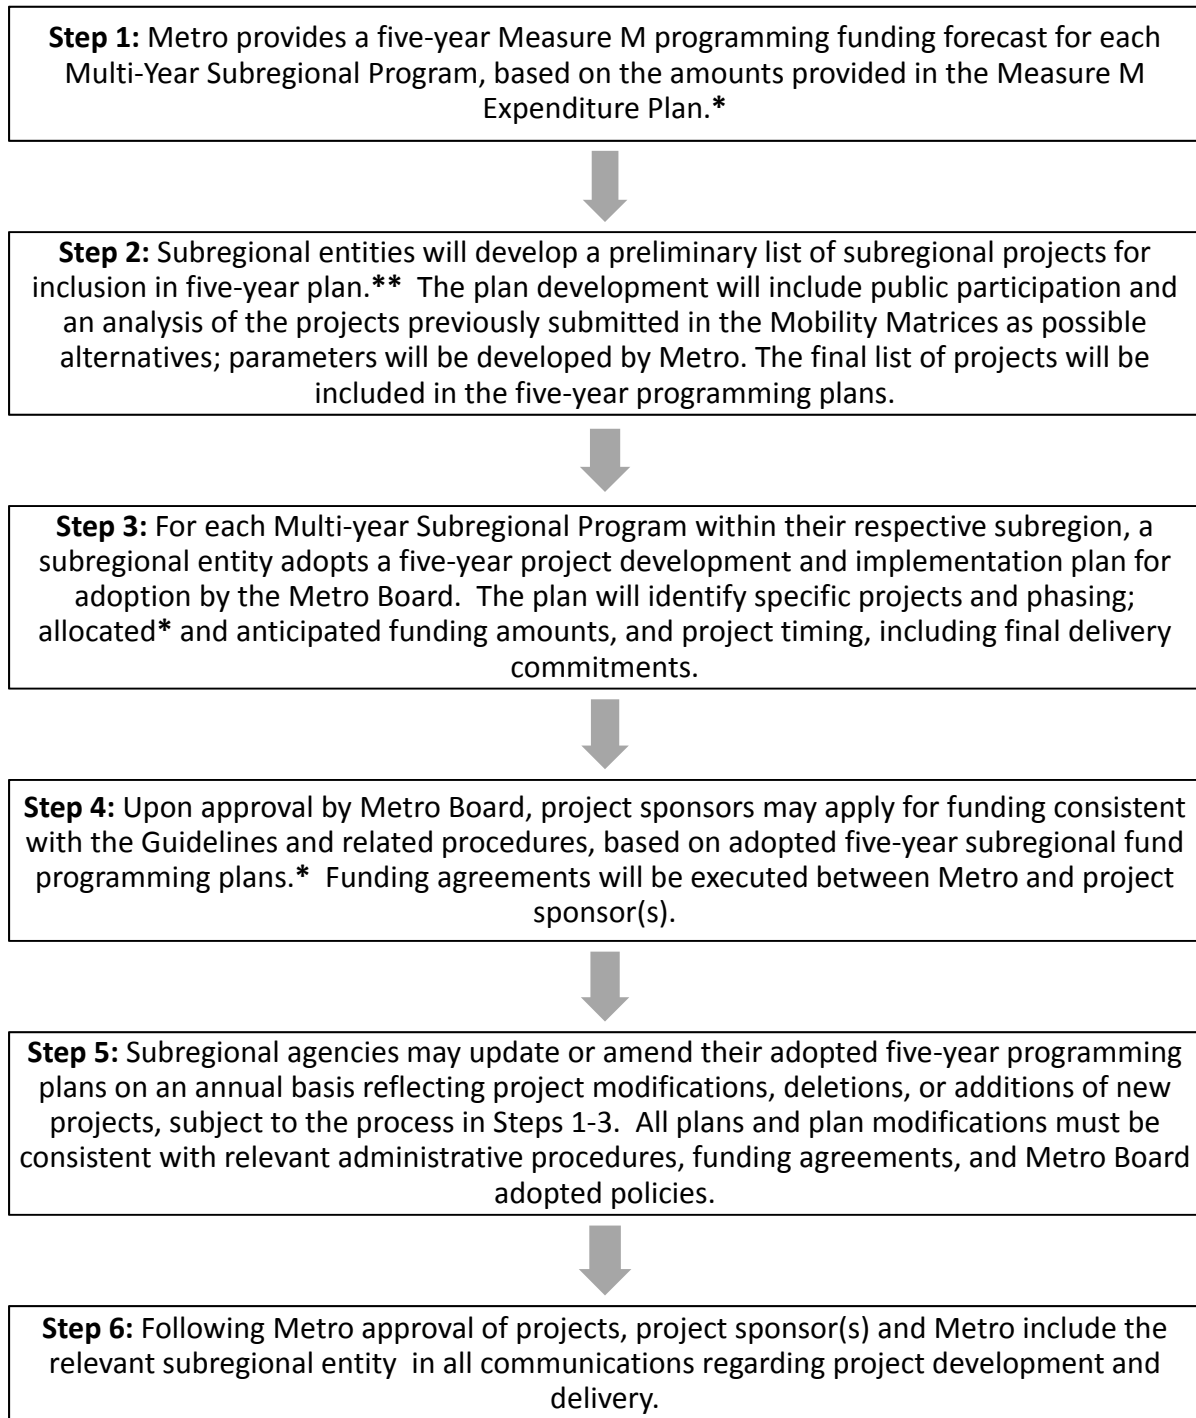 Step 1: Metro provides a five-year Measure M programming funding forecast for each
Multi-Year Subregional Program, based on the amounts provided in the Measure M
Expenditure Plan.*
Step 2: Subregional entities will develop a preliminary list of subregional projects for
inclusion in five-year plan.** The plan development will include public participation and
an analysis of the projects previously submitted in the Mobility Matrices as possible
alternatives; parameters will be developed by Metro. The final list of projects will be
included in the five-year programming plans.
Step 3: For each Multi-year Subregional Program within their respective subregion, a
subregional entity adopts a five-year project development and implementation plan for
adoption by the Metro Board. The plan will identify specific projects and phasing;
allocated* and anticipated funding amounts, and project timing, including final delivery
commitments.
Step 4: Upon approval by Metro Board, project sponsors may apply for funding consistent
with the Guidelines and related procedures, based on adopted five-year subregional fund
programming plans.* Funding agreements will be executed between Metro and project
sponsor(s).
Step 5: Subregional agencies may update or amend their adopted five-year programming
plans on an annual basis reflecting project modifications, deletions, or additions of new
projects, subject to the process in Steps 1-3. All plans and plan modifications must be
consistent with relevant administrative procedures, funding agreements, and Metro Board
adopted policies.
Step 6: Following Metro approval of projects, project sponsor(s) and Metro include the
relevant subregional entity in all communications regarding project development and
delivery.